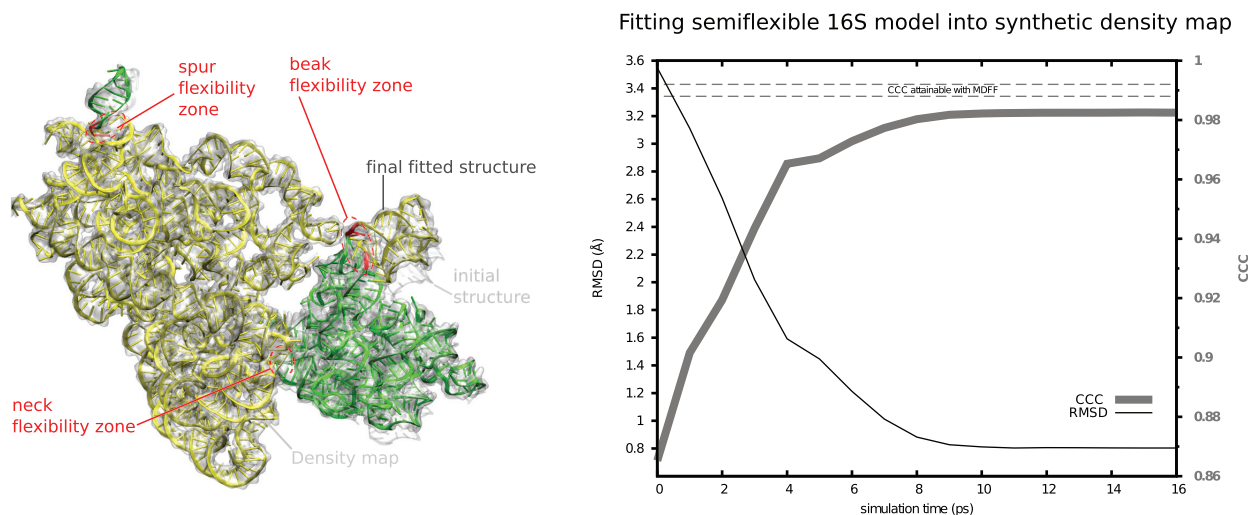 spur
flexibility
zone
beak
flexibility zone
final fitted structure
initial
structure
neck
flexibility zone
Density map
Fitting semiflexible 16S model into synthetic density map
3.6
3.4
3.2
3
2.8
2.6
2.4
2.2
2
1.8
1.6
1.4
1.2
1
0.8
RMSD (Å)
CCC attainable with MDFF
CCC
RMSD
1
0.98
0.96
0.94
0.92
0.9
0.88
0.86
CCC
0 2 4 6 8 10 12 14 16
simulation time (ps)